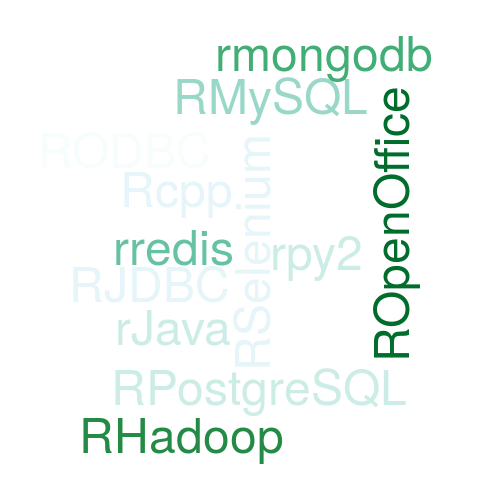 rmongodb
RMySQL
ROpenOffice
RODBC
RSelenium
Rcpp
rredis
rpy2
RJDBC
rJava
RPostgreSQL
RHadoop